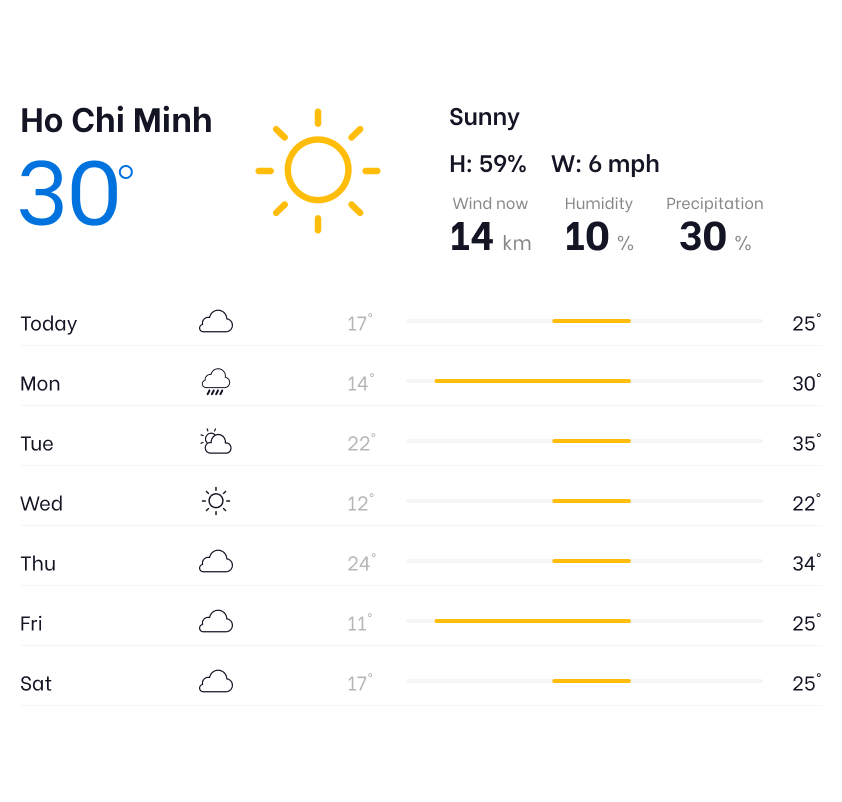 Ho Chi Minh
30°
Sunny
H: 59% W: 6 mph
Wind now Humidity Precipitation
14 km 10 % 30 %
Today 17° 25°
Mon 14° 30°
Tue 22° 35°
Wed 12° 22°
Thu 24° 34°
Fri 11° 25°
Sat 17° 25°